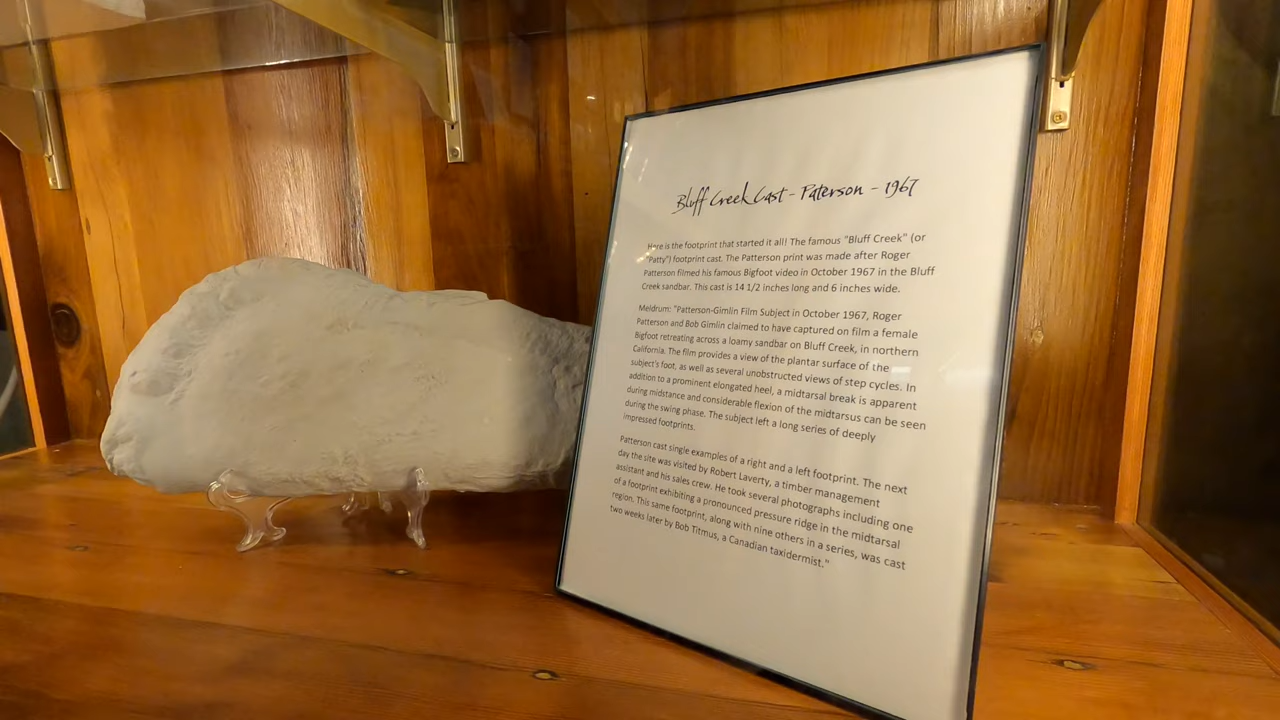 Bluff Creek Cast - Paterson - 1967
Here is the footprint that started it all! The famous "Bluff Creek" (or
"Patty") footprint cast. The Patterson print was made after Roger
Patterson filmed his famous Bigfoot video in October 1967 in the Bluff
Creek sandbar. This cast is 14 1/2 inches long and 6 inches wide.
Meldrum: "Patterson-Gimlin Film Subject in October 1967, Roger
Patterson and Bob Gimlin claimed to have captured on film a female
Bigfoot retreating across a loamy sandbar on Bluff Creek, in northern
California. The film provides a view of the plantar surface of the
subject's foot, as well as several unobstructed views of step cycles. In
addition to a prominent elongated heel, a midtarsal break is apparent
during midstance and considerable flexion of the midtarsus can be seen
during the swing phase. The subject left a long series of deeply
impressed footprints.
Patterson cast single examples of a right and a left footprint. The next
day the site was visited by Robert Laverty, a timber management
assistant and his sales crew. He took several photographs including one
of a footprint exhibiting a pronounced pressure ridge in the midtarsal
region. This same footprint, along with nine others in a series, was cast
two weeks later by Bob Titmus, a Canadian taxidermist."